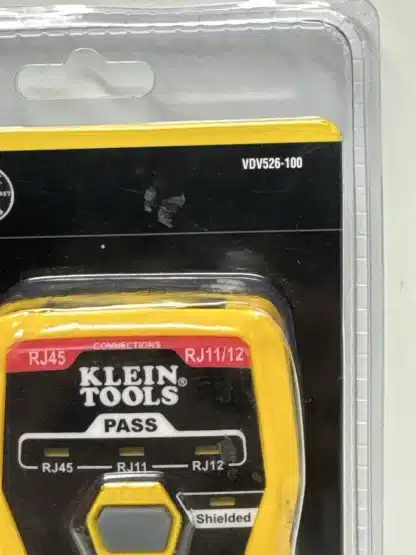 VDV526-100
CONNECTIONS
RJ45 RJ11/12
KLEIN
TOOLS®
PASS
RJ45 RJ11 RJ12
Shielded